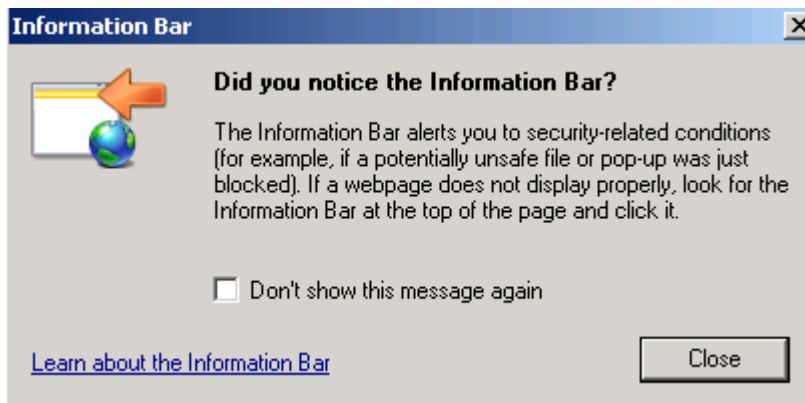 Information Bar
Did you notice the Information Bar?
The Information Bar alerts you to security-related conditions
(for example, if a potentially unsafe file or pop-up was just
blocked). If a webpage does not display properly, look for the
Information Bar at the top of the page and click it.
Don't show this message again
Learn about the Information Bar
Close